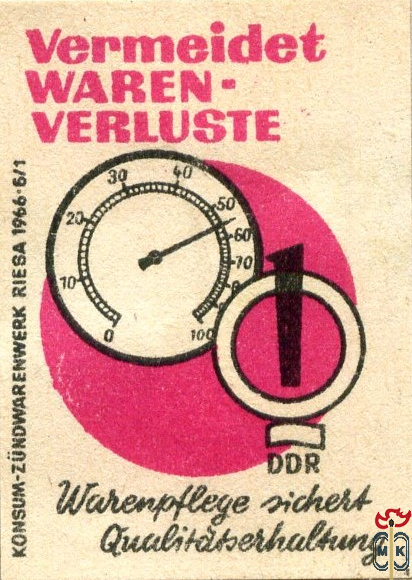 Vermeidet
WAREN-
VERLUSTE
KONSUM-ZÜNDWARENWERK RIESA 1966·6/1
0
10
20
30
40
50
60
70
100
1
DDR
Warenpflege sichert
Qualitätserhaltung
MK